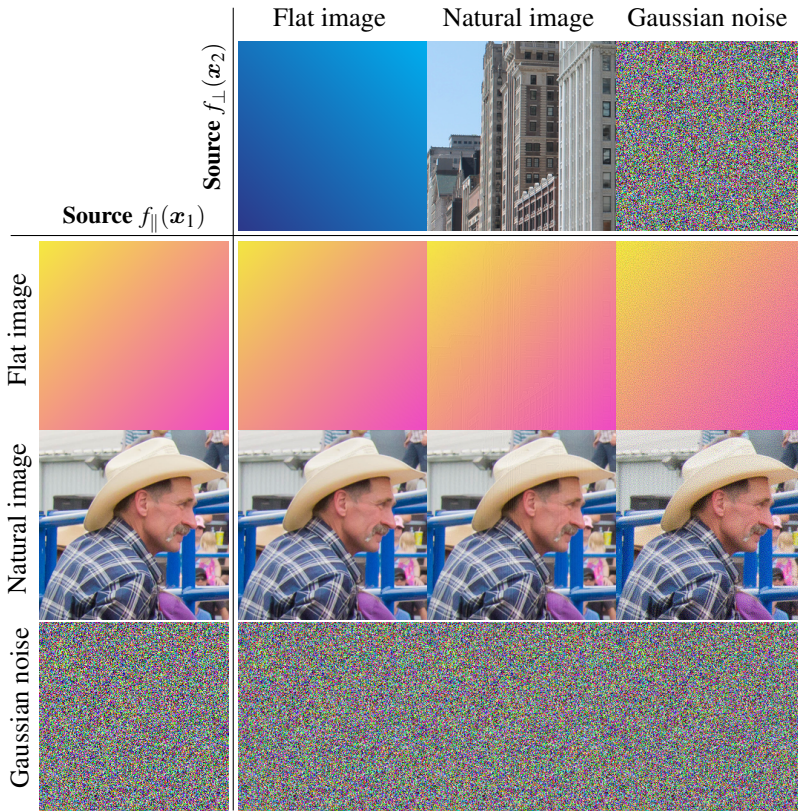 Flat image Natural image Gaussian noise
Source f⊥(x₂)
Source f∥(x₁)
Flat image
Natural image
Gaussian noise